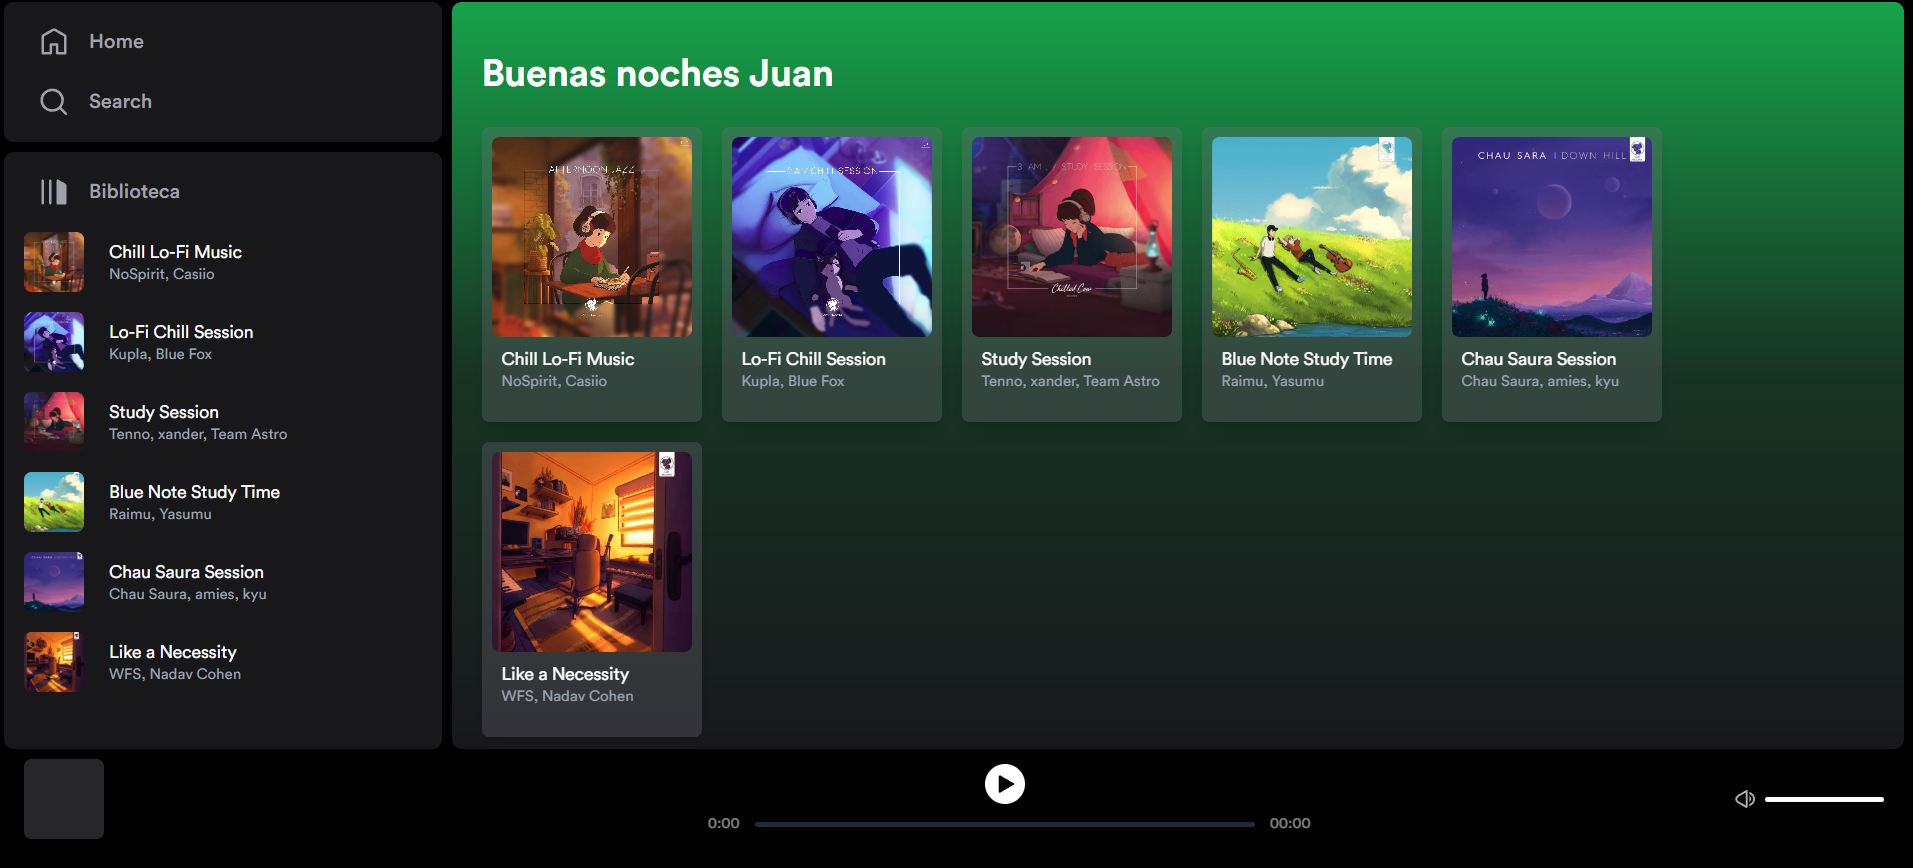 Home
Search
Biblioteca
Chill Lo-Fi Music
NoSpirit, Casiio
Lo-Fi Chill Session
Kupla, Blue Fox
Study Session
Tenno, xander, Team Astro
Blue Note Study Time
Raimu, Yasumu
Chau Saura Session
Chau Saura, amies, kyu
Like a Necessity
WFS, Nadav Cohen
Buenas noches Juan
AFTERNOON JAZZ
Chill Lo-Fi Music
NoSpirit, Casiio
2 AM CHILL SESSION
Lo-Fi Chill Session
Kupla, Blue Fox
3 AM STUDY SESSION
Chilled Cow
Study Session
Tenno, xander, Team Astro
Blue Note Study Time
Raimu, Yasumu
CHAU SARA | DOWN HILL
Chau Saura Session
Chau Saura, amies, kyu
Like a Necessity
WFS, Nadav Cohen
0:00
00:00